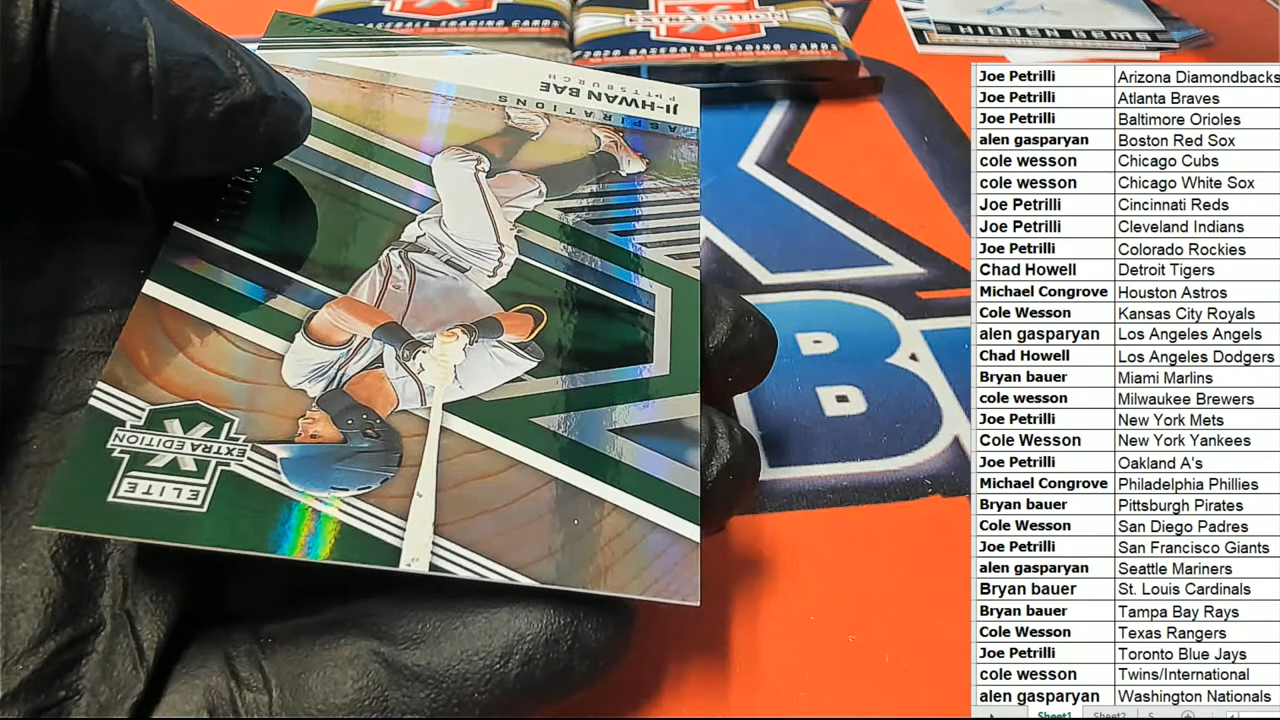 EXTRA EDITION
X
2020 BASEBALL TRADING CARDS
HIDDEN GEMS
JI-HWAN BAE
PITTSBURGH
ASPIRATIONS
ELITE
X
EXTRA EDITION
B
Joe Petrilli Arizona Diamondbacks
Joe Petrilli Atlanta Braves
Joe Petrilli Baltimore Orioles
alen gasparyan Boston Red Sox
cole wesson Chicago Cubs
cole wesson Chicago White Sox
Joe Petrilli Cincinnati Reds
Joe Petrilli Cleveland Indians
Joe Petrilli Colorado Rockies
Chad Howell Detroit Tigers
Michael Congrove Houston Astros
Cole Wesson Kansas City Royals
alen gasparyan Los Angeles Angels
Chad Howell Los Angeles Dodgers
Bryan bauer Miami Marlins
cole wesson Milwaukee Brewers
Joe Petrilli New York Mets
Cole Wesson New York Yankees
Joe Petrilli Oakland A's
Michael Congrove Philadelphia Phillies
Bryan bauer Pittsburgh Pirates
Cole Wesson San Diego Padres
Joe Petrilli San Francisco Giants
alen gasparyan Seattle Mariners
Bryan bauer St. Louis Cardinals
Bryan bauer Tampa Bay Rays
Cole Wesson Texas Rangers
Joe Petrilli Toronto Blue Jays
cole wesson Twins/International
alen gasparyan Washington Nationals
Sheet1 Sheet2